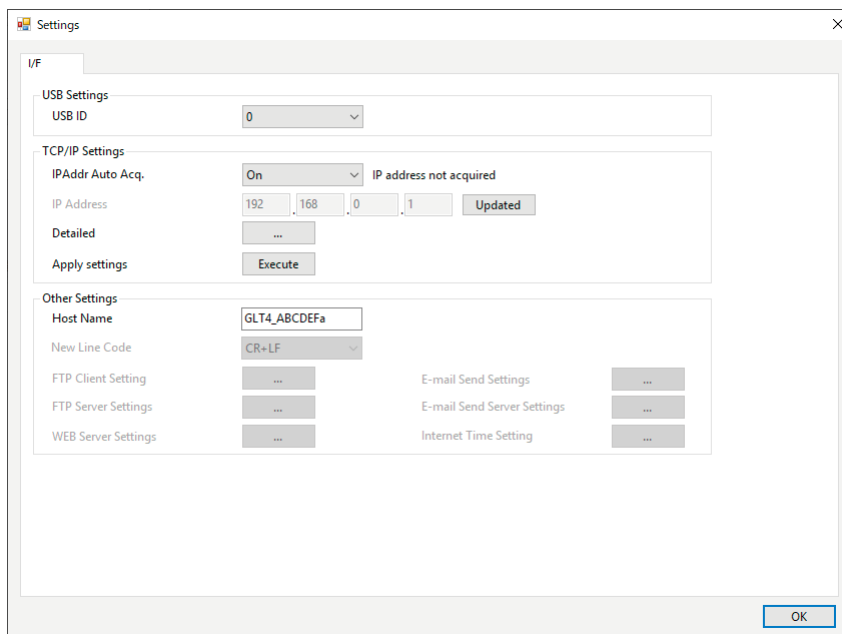 Settings
I/F
USB Settings
USB ID 0
TCP/IP Settings
IPAddr Auto Acq. On IP address not acquired
IP Address 192 . 168 . 0 . 1 Updated
Detailed ...
Apply settings Execute
Other Settings
Host Name GLT4_ABCDEFa
New Line Code CR+LF
FTP Client Setting ... E-mail Send Settings ...
FTP Server Settings ... E-mail Send Server Settings ...
WEB Server Settings ... Internet Time Setting ...
OK